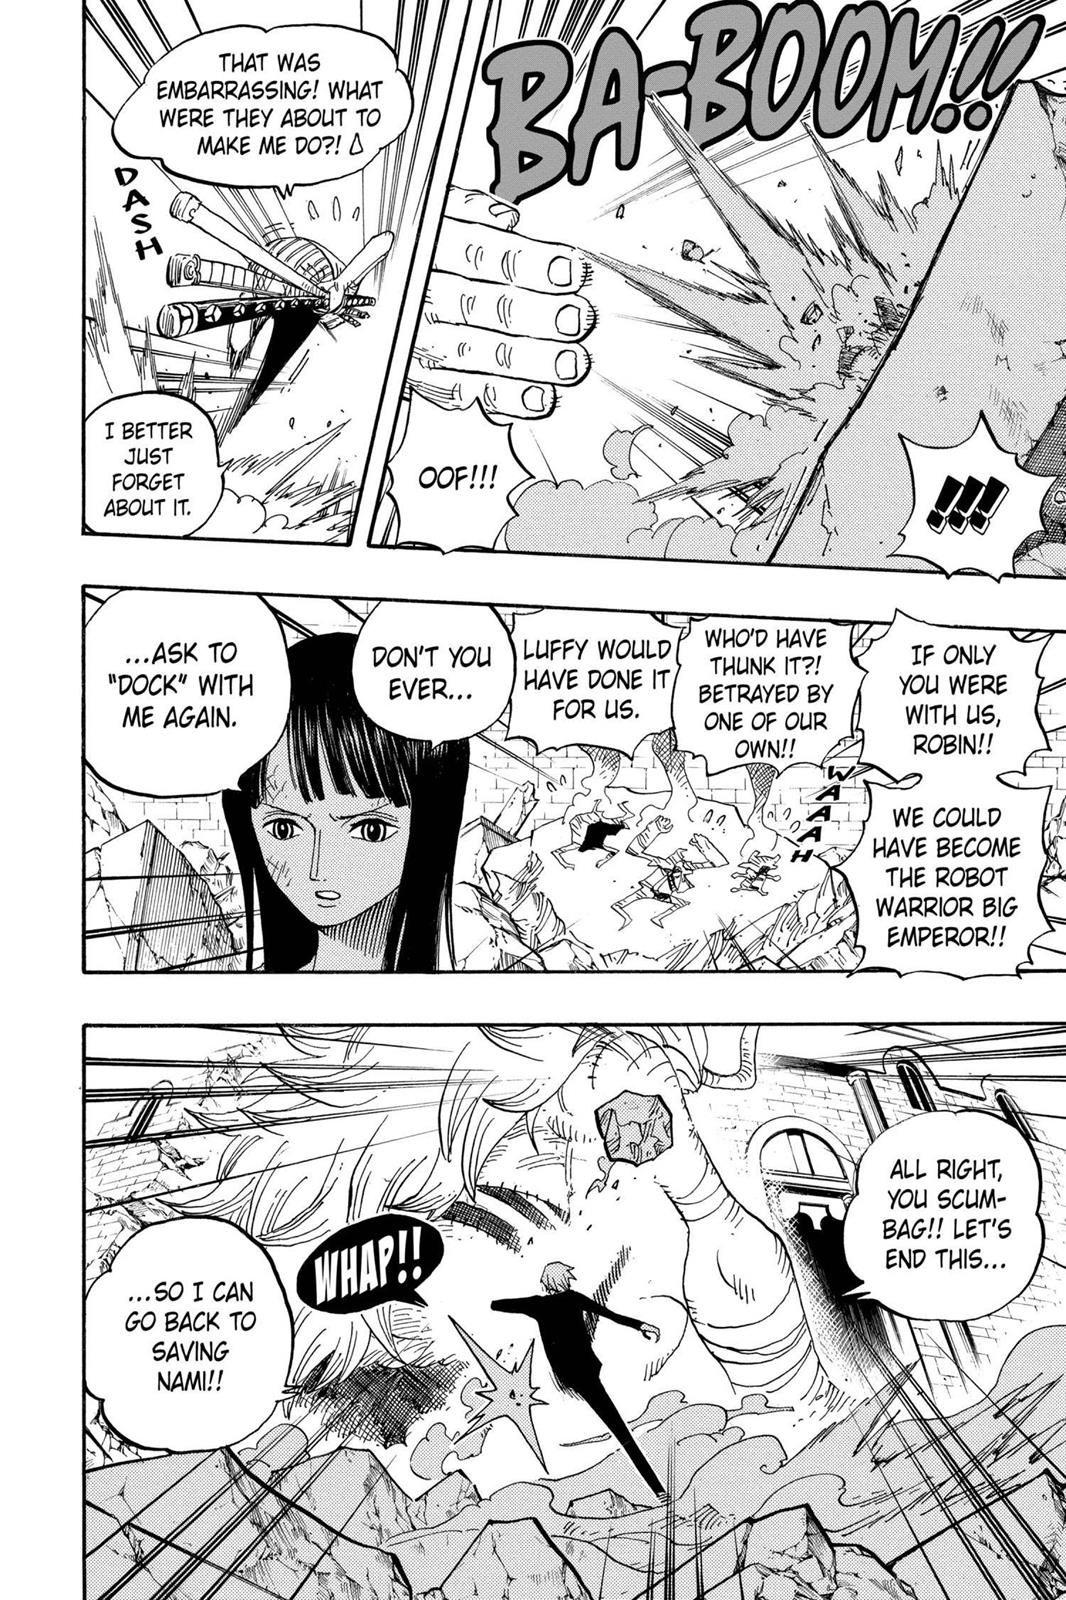 BA-BOOM!!
!!!!
OOF!!!
THAT WAS
EMBARRASSING! WHAT
WERE THEY ABOUT TO
MAKE ME DO?!
DASH
I BETTER
JUST
FORGET
ABOUT IT.
IF ONLY
YOU WERE
WITH US,
ROBIN!!
WE COULD
HAVE BECOME
THE ROBOT
WARRIOR BIG
EMPEROR!!
WHO'D HAVE
THUNK IT?!
BETRAYED BY
ONE OF OUR
OWN!!
WAAAH
LUFFY WOULD
HAVE DONE IT
FOR US.
DON'T YOU
EVER...
...ASK TO
"DOCK" WITH
ME AGAIN.
ALL RIGHT,
YOU SCUM-
BAG!! LET'S
END THIS...
WHAP!!
...SO I CAN
GO BACK TO
SAVING
NAMI!!